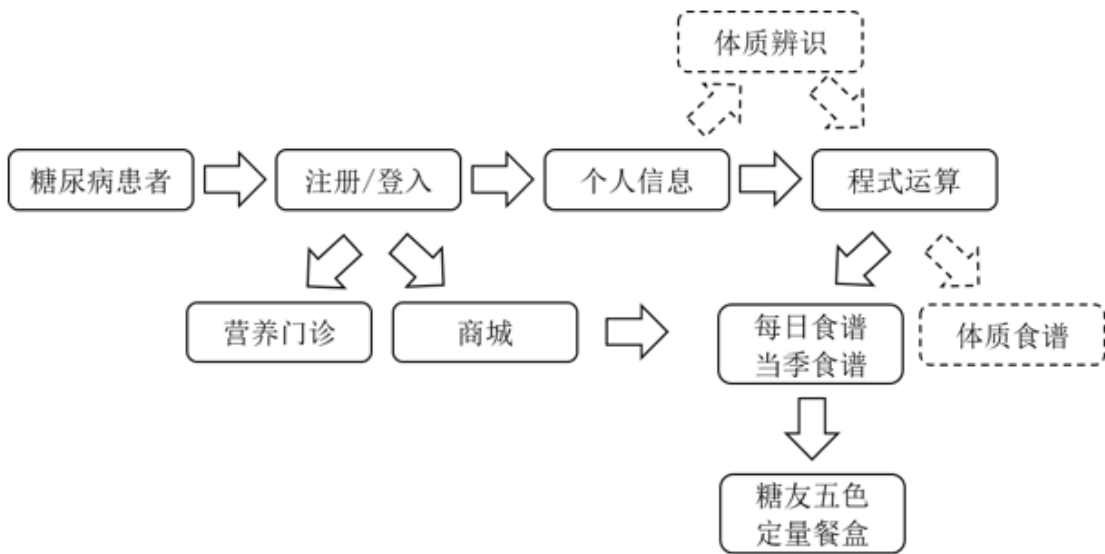 体质辨识
糖尿病患者
注册/登入
个人信息
程式运算
营养门诊
商城
每日食谱
当季食谱
体质食谱
糖友五色
定量餐盒